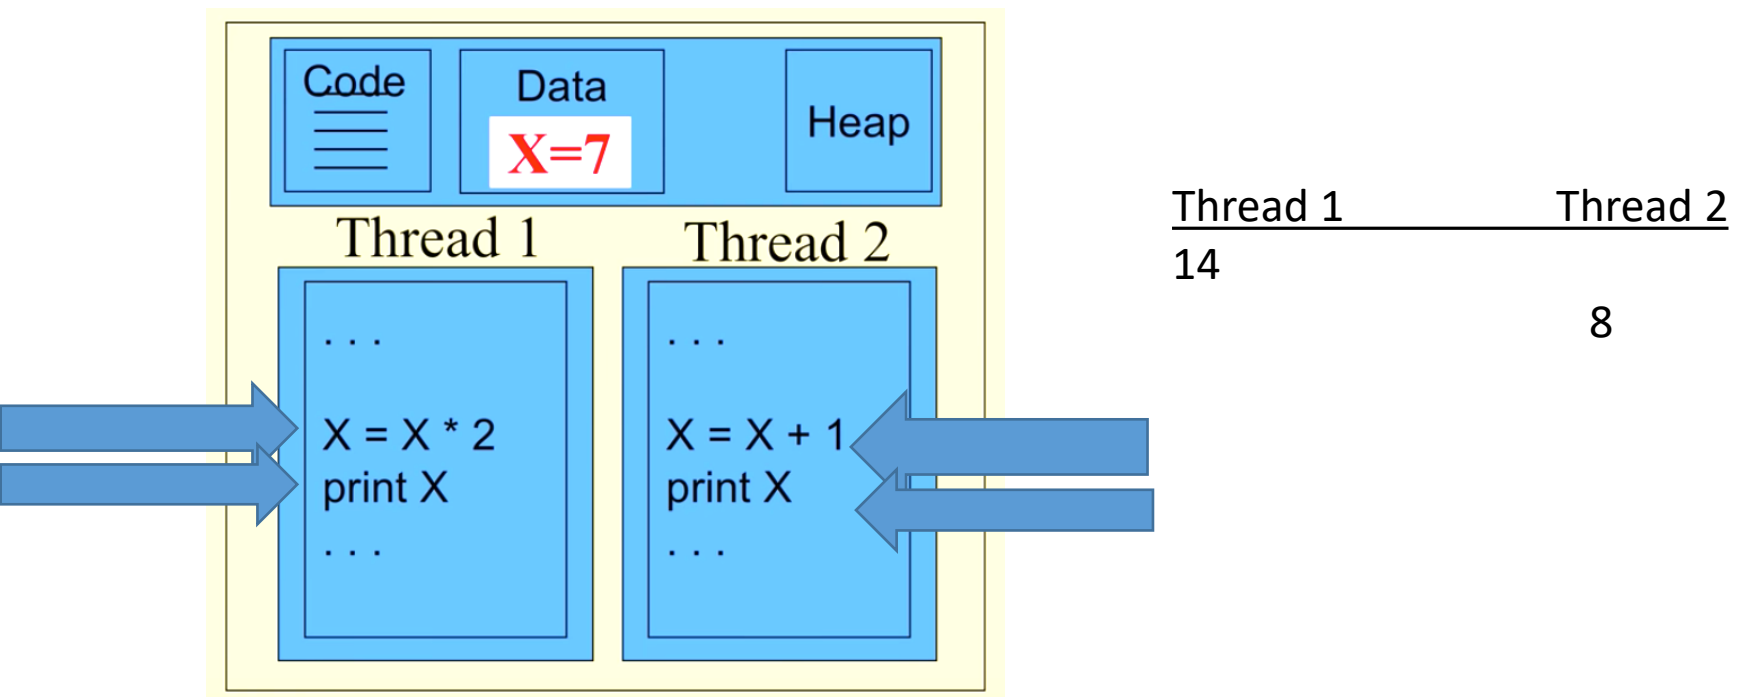 Code
Data
Heap
X=7
Thread 1 Thread 2
. . . . . .
X = X * 2 X = X + 1
print X print X
. . . . . .
Thread 1 Thread 2
14
8